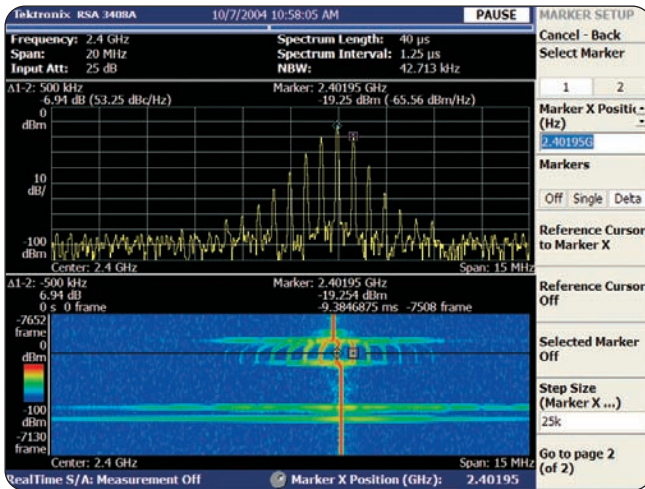 Tektronix RSA 3408A 10/7/2004 10:58:05 AM PAUSE
Frequency: 2.4 GHz Spectrum Length: 40 µs
Span: 20 MHz Spectrum Interval: 1.25 µs
Input Att: 25 dB NBW: 42.713 kHz
Δ1-2: 500 kHz Marker: 2.40195 GHz
-6.94 dB (53.25 dBc/Hz) -19.25 dBm (-65.56 dBm/Hz)
0
dBm
10
dB/
-100
dBm
Center: 2.4 GHz Span: 15 MHz
Δ1-2: -500 kHz Marker: 2.40195 GHz
6.94 dB -19.254 dBm
0 s 0 frame -9.3846875 ms -7508 frame
-7652
frame
0
dBm
-100
dBm
-7130
frame
Center: 2.4 GHz Span: 15 MHz
RealTime S/A: Measurement Off Marker X Position (GHz): 2.40195
MARKER SETUP
Cancel - Back
Select Marker
1 2
Marker X Positic
(Hz)
2.40195G
Markers
Off Single Delta
Reference Cursor
to Marker X
Reference Cursor
Off
Selected Marker
Off
Step Size
(Marker X ...)
25k
Go to page 2
(of 2)